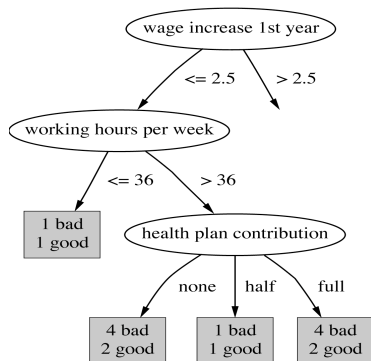 wage increase 1st year
<= 2.5
> 2.5
working hours per week
<= 36
> 36
1 bad
1 good
health plan contribution
none
half
full
4 bad
2 good
1 bad
1 good
4 bad
2 good